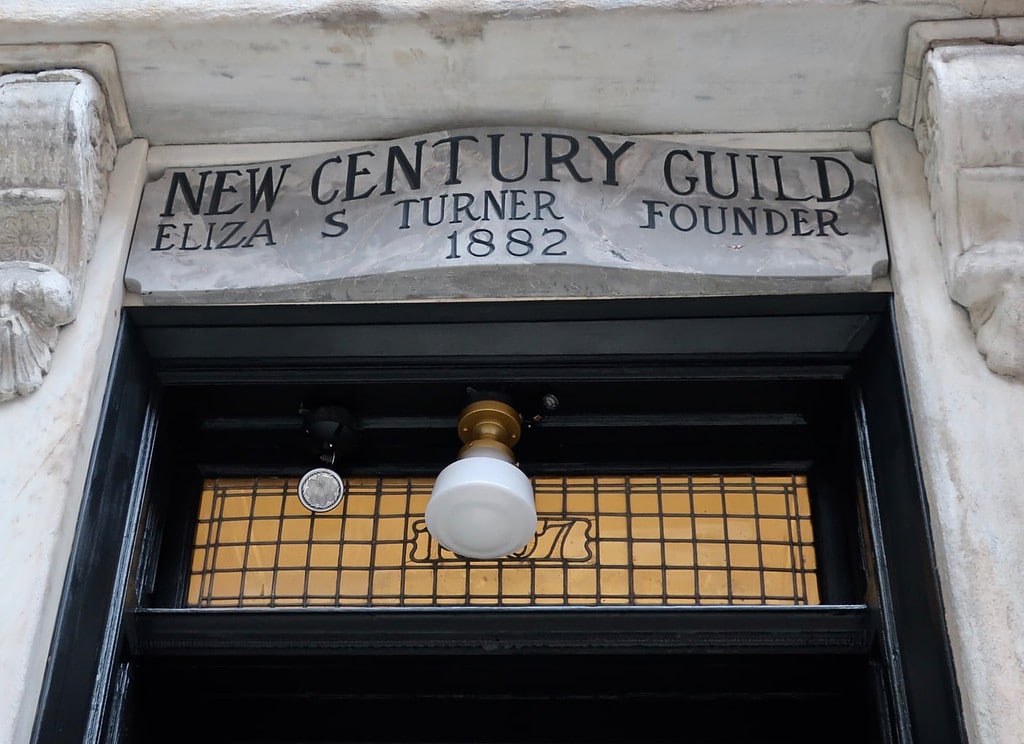 NEW CENTURY GUILD
ELIZA S TURNER FOUNDER
1882